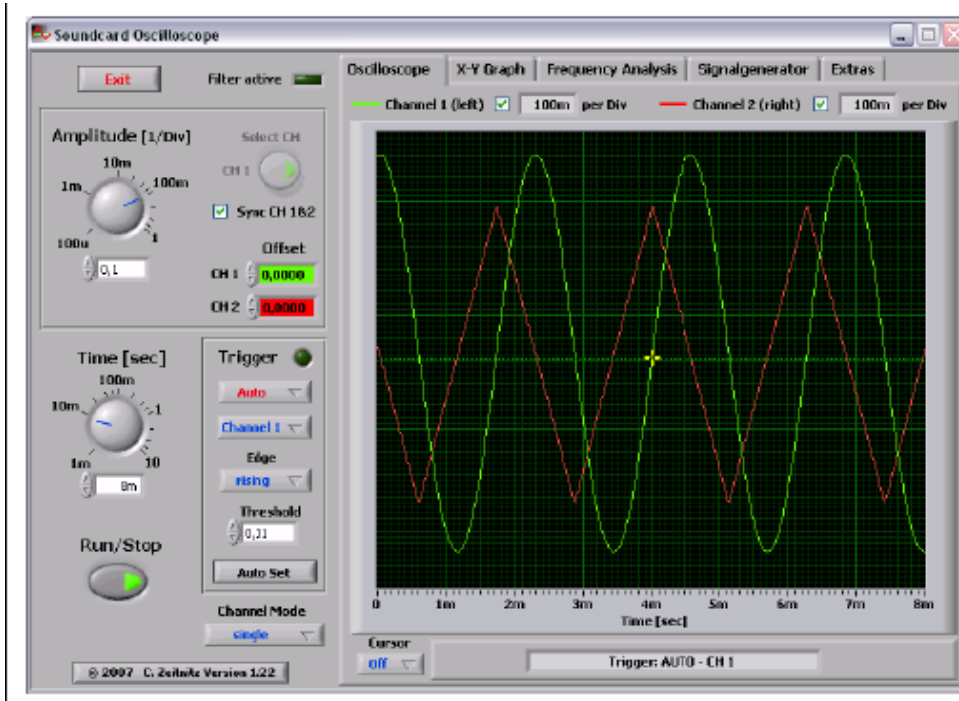 Soundcard Oscilloscope
Exit
Filter active
Amplitude [1/Div]
Select CH
10m
1m
100m
CH 1
100u
1
Sync CH 1&2
0,1
Offset
CH 1 0,0000
CH 2 0,0000
Time [sec]
100m
10m
1
1m
10
8m
Run/Stop
Trigger
Auto
Channel 1
Edge
rising
Threshold
0,11
Auto Set
Channel Mode
single
© 2007 C. Zeitnitz Version 1.22
Oscilloscope X-Y Graph Frequency Analysis Signalgenerator Extras
Channel 1 (left) 100m per Div Channel 2 (right) 100m per Div
0 1m 2m 3m 4m 5m 6m 7m 8m
Time [sec]
Cursor
Off
Trigger: AUTO - CH 1